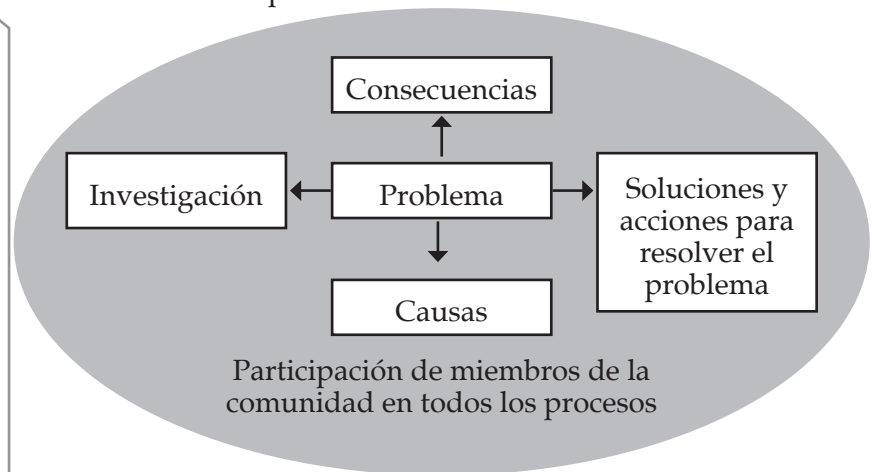 Consecuencias
Investigación
Problema
Soluciones y
acciones para
resolver el
problema
Causas
Participación de miembros de la
comunidad en todos los procesos